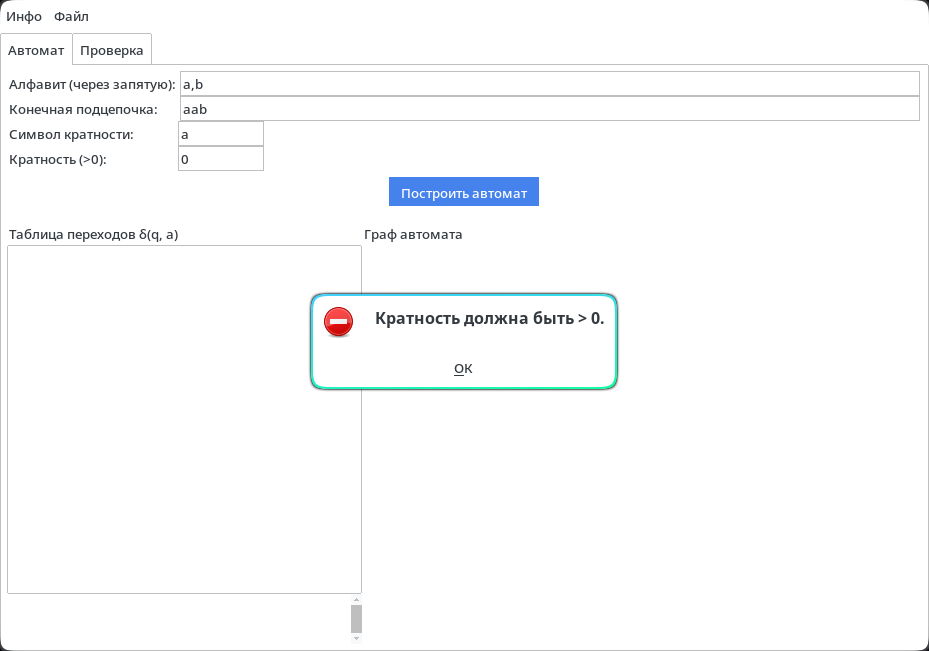 Инфо Файл
Автомат Проверка
Алфавит (через запятую): a,b
Конечная подцепочка: aab
Символ кратности: a
Кратность (>0): 0
Построить автомат
Таблица переходов δ(q, a) Граф автомата
Кратность должна быть > 0.
ОК